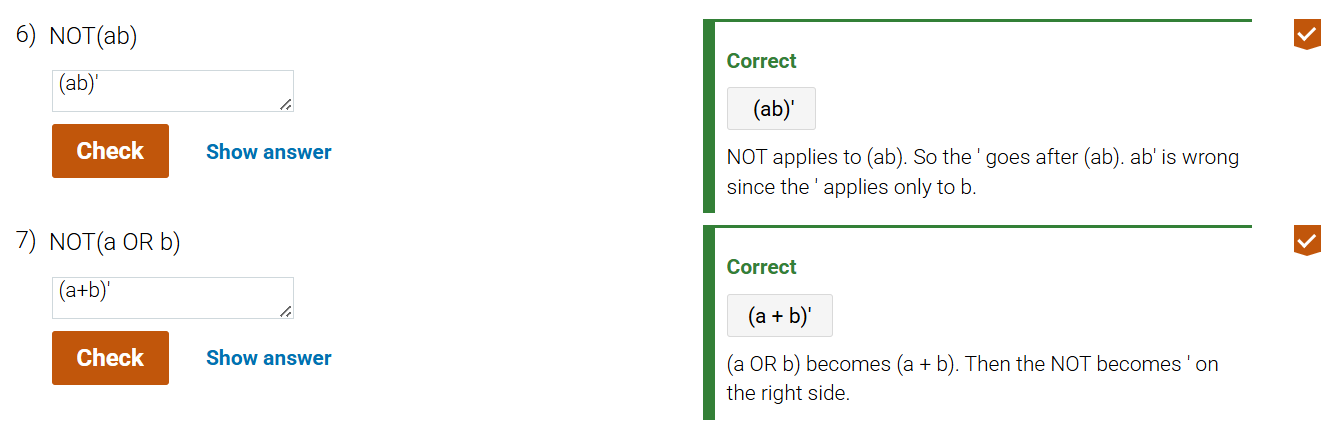 6) NOT(ab)
(ab)'
Check Show answer
Correct
(ab)'
NOT applies to (ab). So the ' goes after (ab). ab' is wrong
since the ' applies only to b.
7) NOT(a OR b)
(a+b)'
Check Show answer
Correct
(a + b)'
(a OR b) becomes (a + b). Then the NOT becomes ' on
the right side.